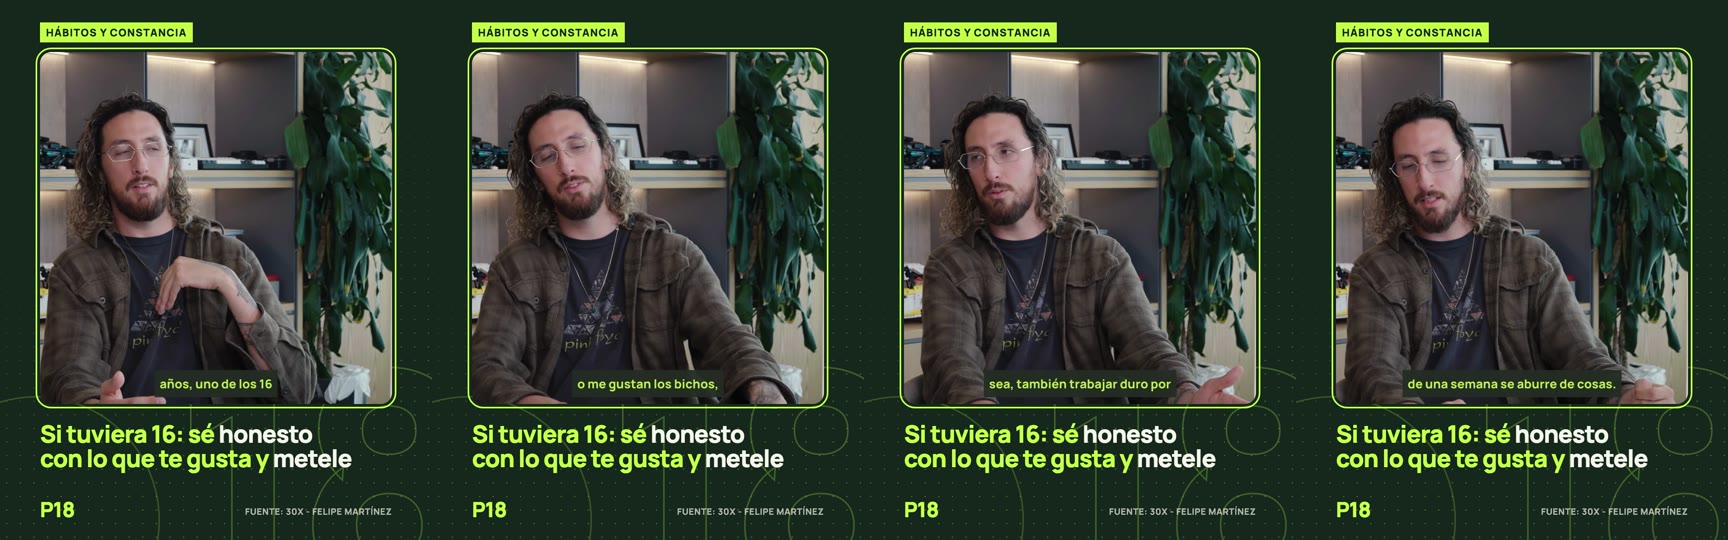 HÁBITOS Y CONSTANCIA
años, uno de los 16
Si tuviera 16: sé honesto
con lo que te gusta y metele
P18
FUENTE: 30X - FELIPE MARTÍNEZ
HÁBITOS Y CONSTANCIA
o me gustan los bichos,
Si tuviera 16: sé honesto
con lo que te gusta y metele
P18
FUENTE: 30X - FELIPE MARTÍNEZ
HÁBITOS Y CONSTANCIA
sea, también trabajar duro por
Si tuviera 16: sé honesto
con lo que te gusta y metele
P18
FUENTE: 30X - FELIPE MARTÍNEZ
HÁBITOS Y CONSTANCIA
de una semana se aburre de cosas.
Si tuviera 16: sé honesto
con lo que te gusta y metele
P18
FUENTE: 30X - FELIPE MARTÍNEZ